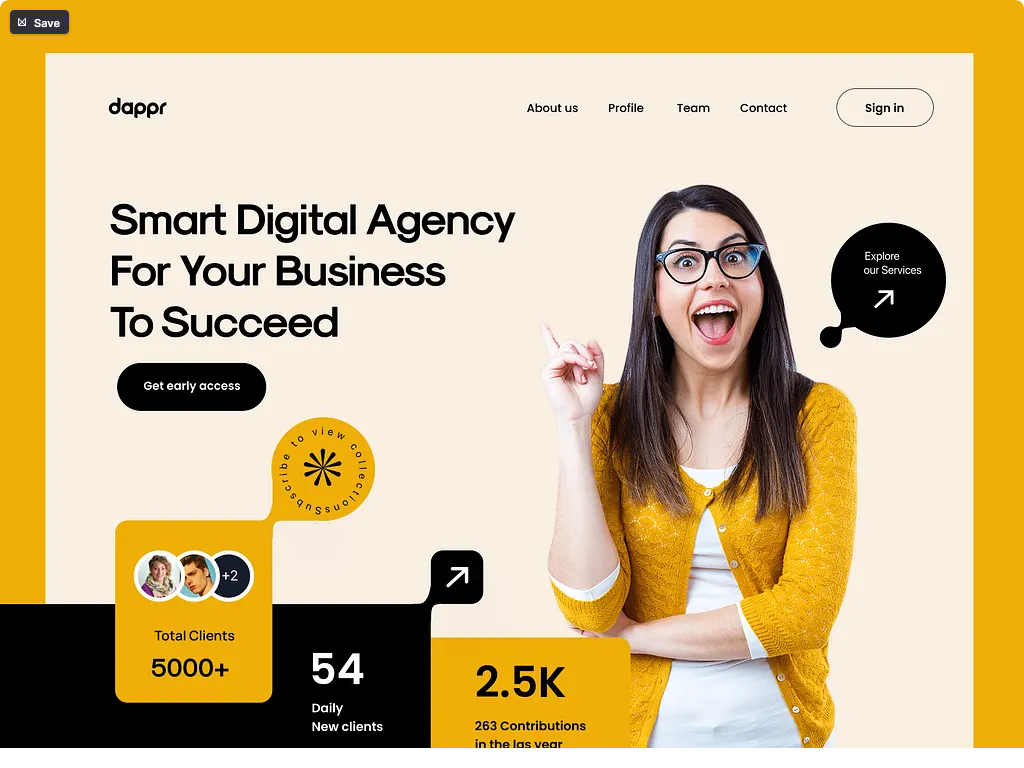 Save
dappr
About us
Profile
Team
Contact
Sign in
Smart Digital Agency
For Your Business
To Succeed
Explore
our Services
Get early access
Subscribe to view collections
+2
Total Clients
5000+
54
Daily
New clients
2.5K
263 Contributions
in the las year